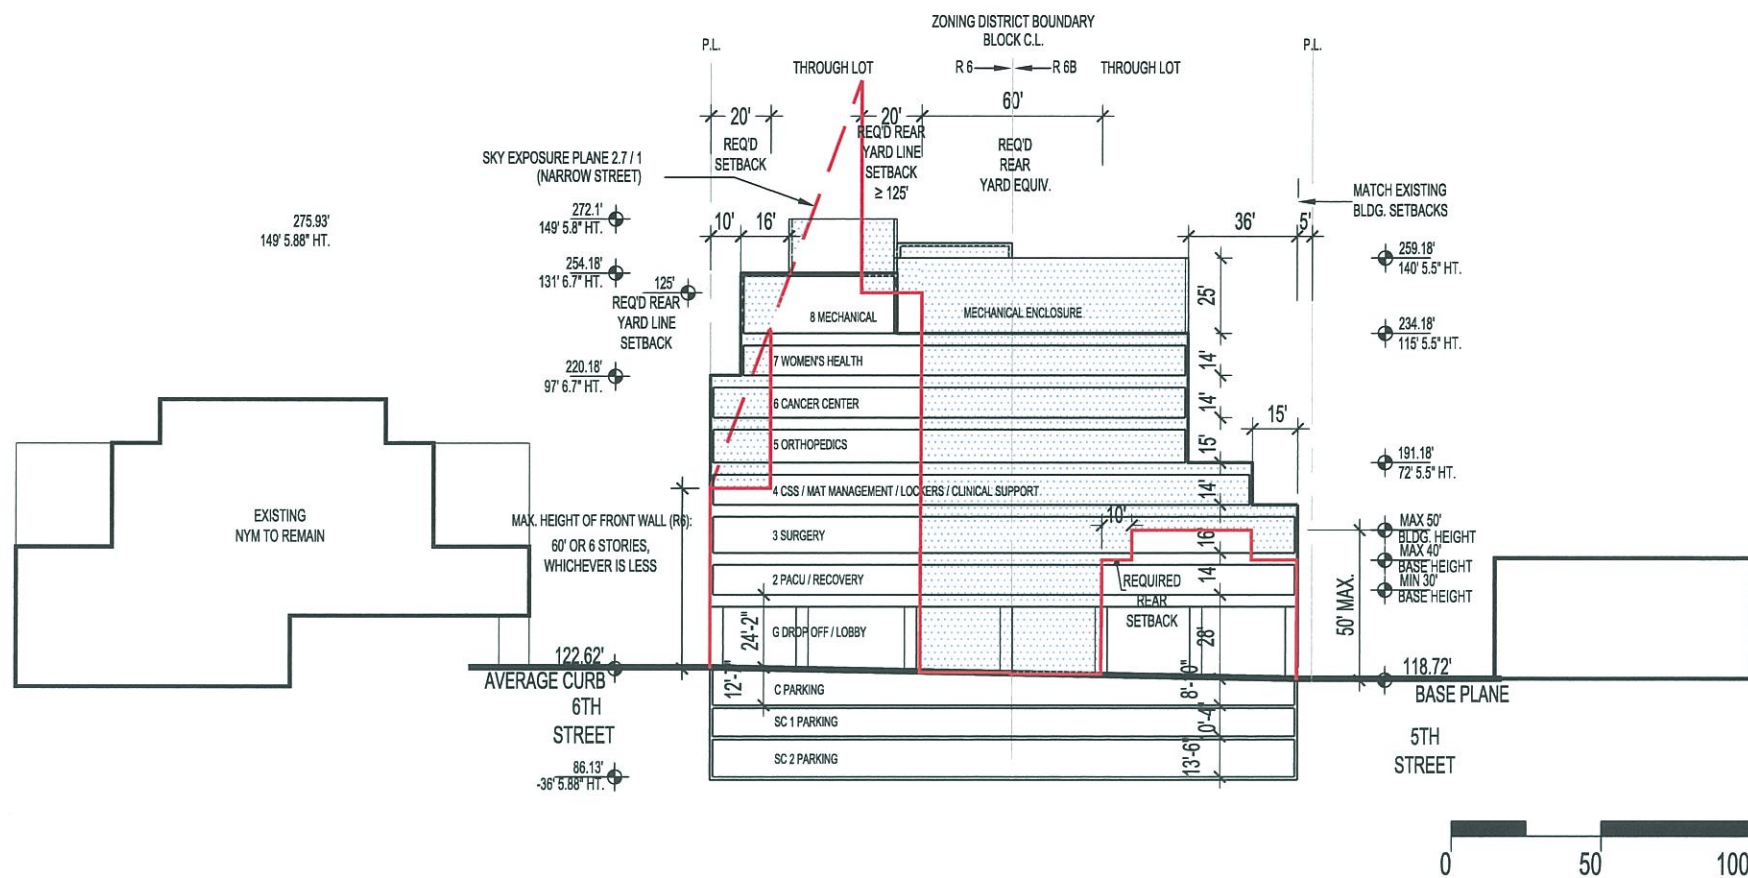 ZONING DISTRICT BOUNDARY
BLOCK C.L.
P.L.
P.L.
THROUGH LOT
R 6
R 6B
THROUGH LOT
20'
20'
60'
REQ'D
SETBACK
REQ'D REAR
YARD LINE
SETBACK
≥ 125'
REQ'D
REAR
YARD EQUIV.
SKY EXPOSURE PLANE 2.7 / 1
(NARROW STREET)
MATCH EXISTING
BLDG. SETBACKS
275.93'
149' 5.88" HT.
272.1'
149' 5.8" HT.
10'
16'
36'
5'
254.18'
131' 6.7" HT.
259.18'
140' 5.5" HT.
125'
REQ'D REAR
YARD LINE
SETBACK
25'
8 MECHANICAL
MECHANICAL ENCLOSURE
234.18'
115' 5.5" HT.
7 WOMEN'S HEALTH
14'
220.18'
97' 6.7" HT.
6 CANCER CENTER
14'
15'
5 ORTHOPEDICS
15'
191.18'
72' 5.5" HT.
4 CSS / MAT MANAGEMENT / LOCKERS / CLINICAL SUPPORT
14'
EXISTING
NYM TO REMAIN
MAX. HEIGHT OF FRONT WALL (R6):
60' OR 6 STORIES,
WHICHEVER IS LESS
10'
3 SURGERY
16'
MAX 50'
BLDG. HEIGHT
MAX 40'
BASE HEIGHT
MIN 30'
BASE HEIGHT
2 PACU / RECOVERY
REQUIRED
REAR
SETBACK
14'
50' MAX.
24'-2"
G DROP OFF / LOBBY
28'
122.62'
AVERAGE CURB
6TH
STREET
118.72'
BASE PLANE
5TH
STREET
C PARKING
SC 1 PARKING
SC 2 PARKING
13'-6"
86.13'
-36' 5.88" HT.
0
50
100